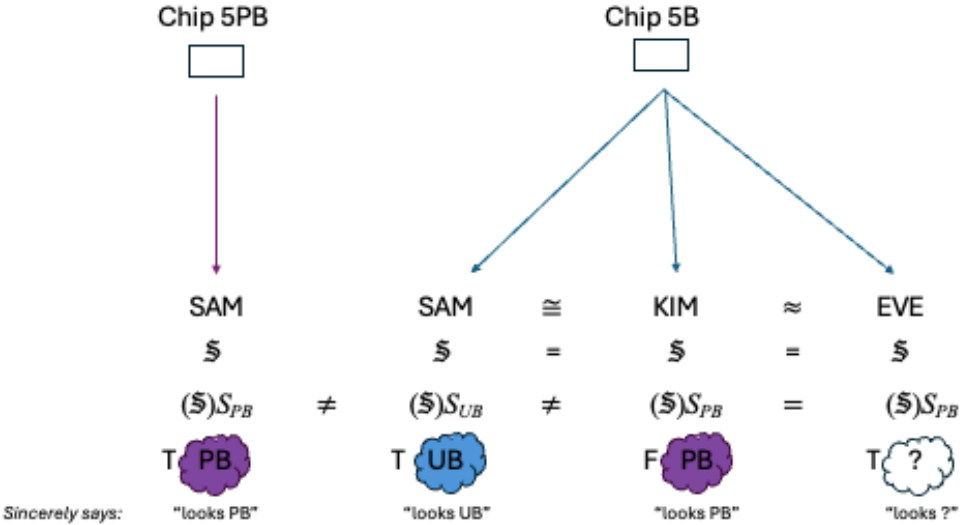 Chip 5PB Chip 5B
SAM SAM ≅ KIM ≈ EVE
𝕊 𝕊 = 𝕊 = 𝕊
(𝕊)S_PB ≠ (𝕊)S_UB ≠ (𝕊)S_PB = (𝕊)S_PB
T PB T UB F PB T ?
Sincerely says: "looks PB" "looks UB" "looks PB" "looks ?"